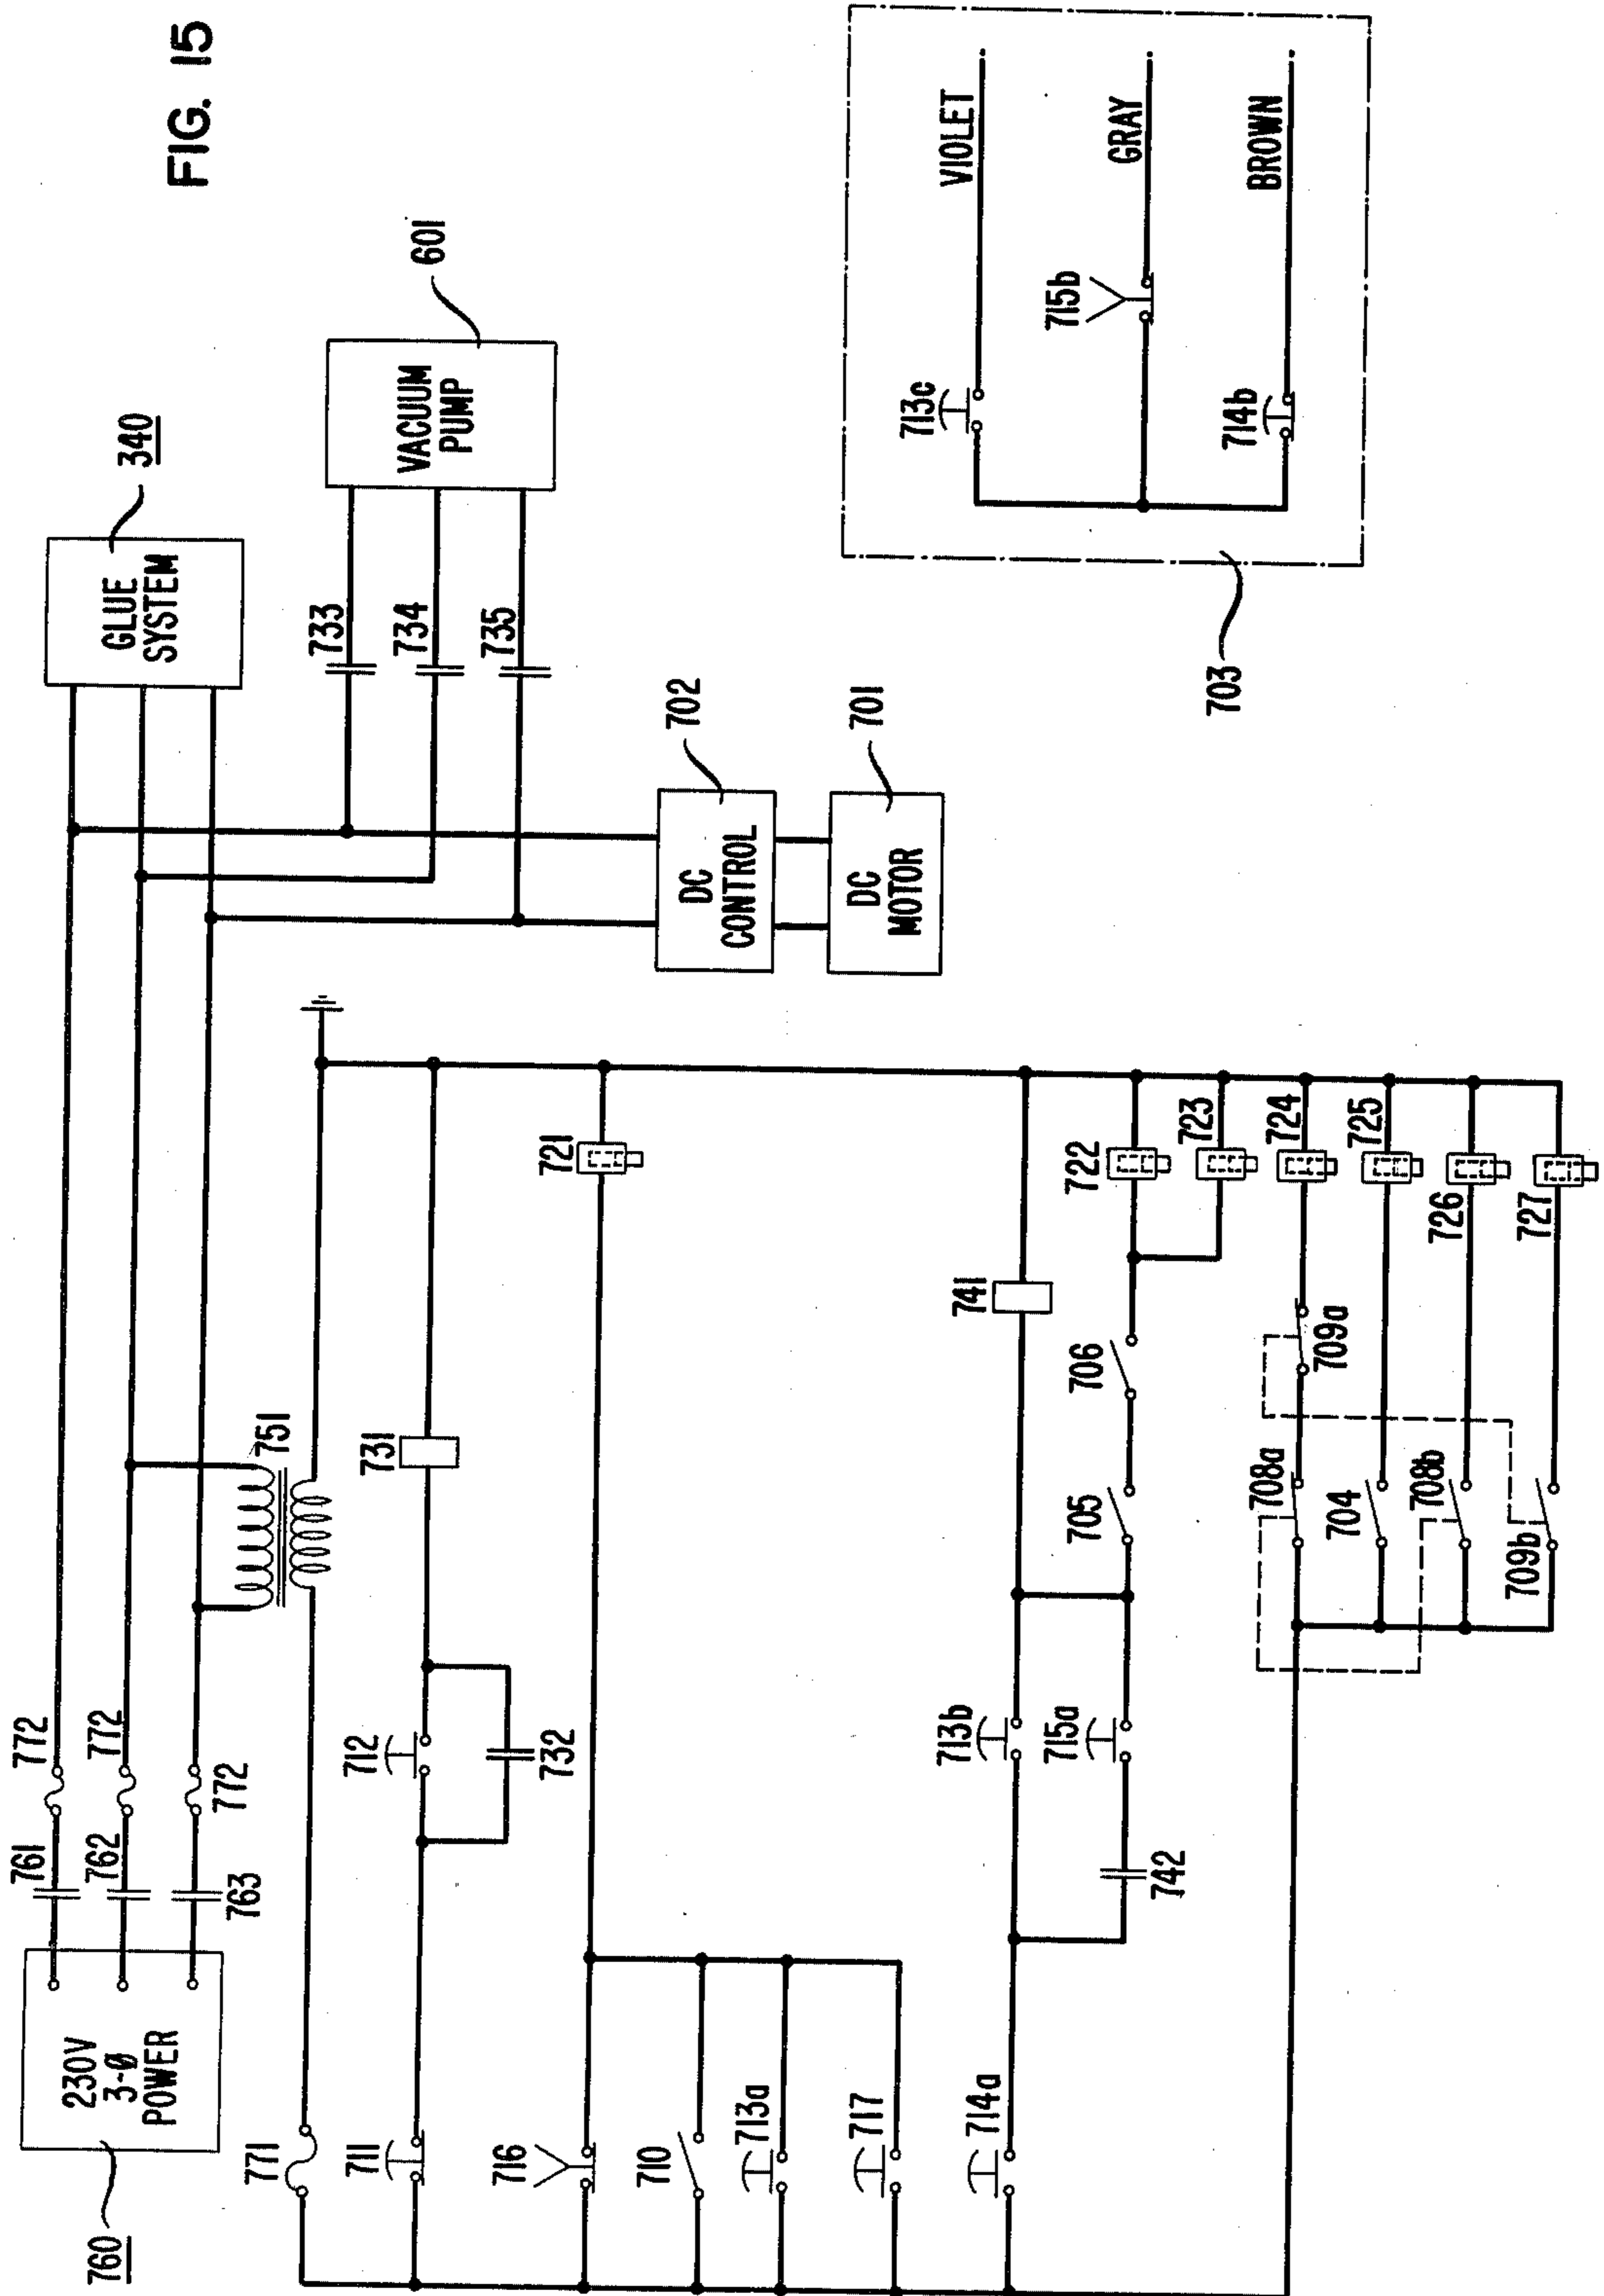 FIG. 15
760
230V
3-Ø
POWER
761
762
763
772
772
772
751
GLUE
SYSTEM
340
733
734
735
VACUUM
PUMP
601
DC
CONTROL
702
DC
MOTOR
701
771
711
712
732
731
716
710
713a
717
721
714a
713b
742
715a
741
705
706
722
723
708a
709a
724
704
725
708b
726
709b
727
703
713c
VIOLET
715b
GRAY
714b
BROWN